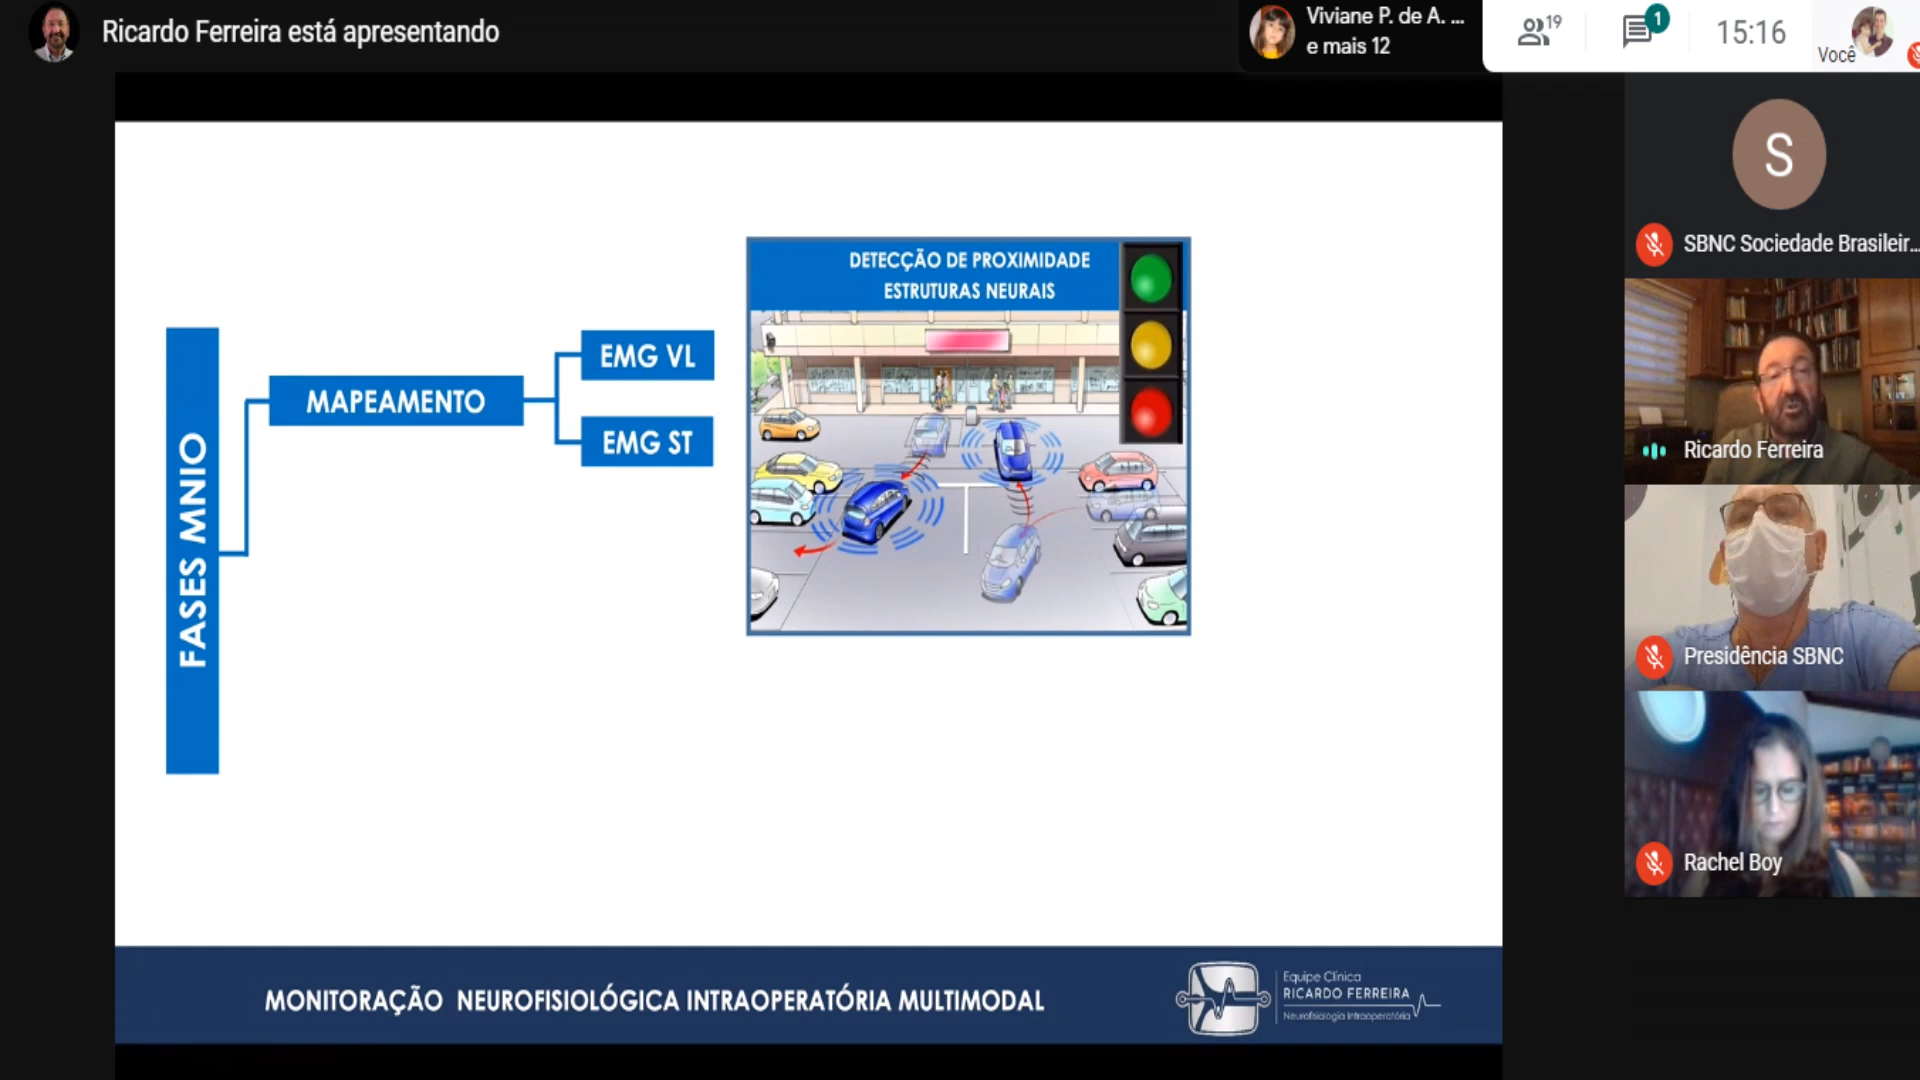 Ricardo Ferreira está apresentando
Viviane P. de A. ...
e mais 12
19
1
15:16
Você
S
SBNC Sociedade Brasileir...
Ricardo Ferreira
Presidência SBNC
Rachel Boy
FASES MNIO
MAPEAMENTO
EMG VL
EMG ST
DETECÇÃO DE PROXIMIDADE
ESTRUTURAS NEURAIS
MONITORAÇÃO NEUROFISIOLÓGICA INTRAOPERATÓRIA MULTIMODAL
Equipe Clínica
RICARDO FERREIRA
Neurofisiologia Intraoperatória